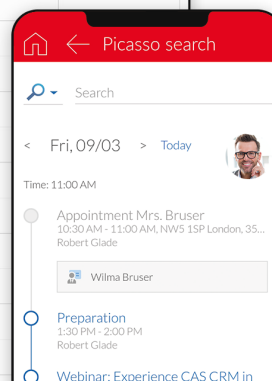 Picasso search
Search
< Fri, 09/03 > Today
Time: 11:00 AM
Appointment Mrs. Bruser
10:30 AM - 11:00 AM, NW5 1SP London, 35...
Robert Glade
Wilma Bruser
Preparation
1:30 PM - 2:00 PM
Robert Glade
Webinar: Experience CAS CRM in